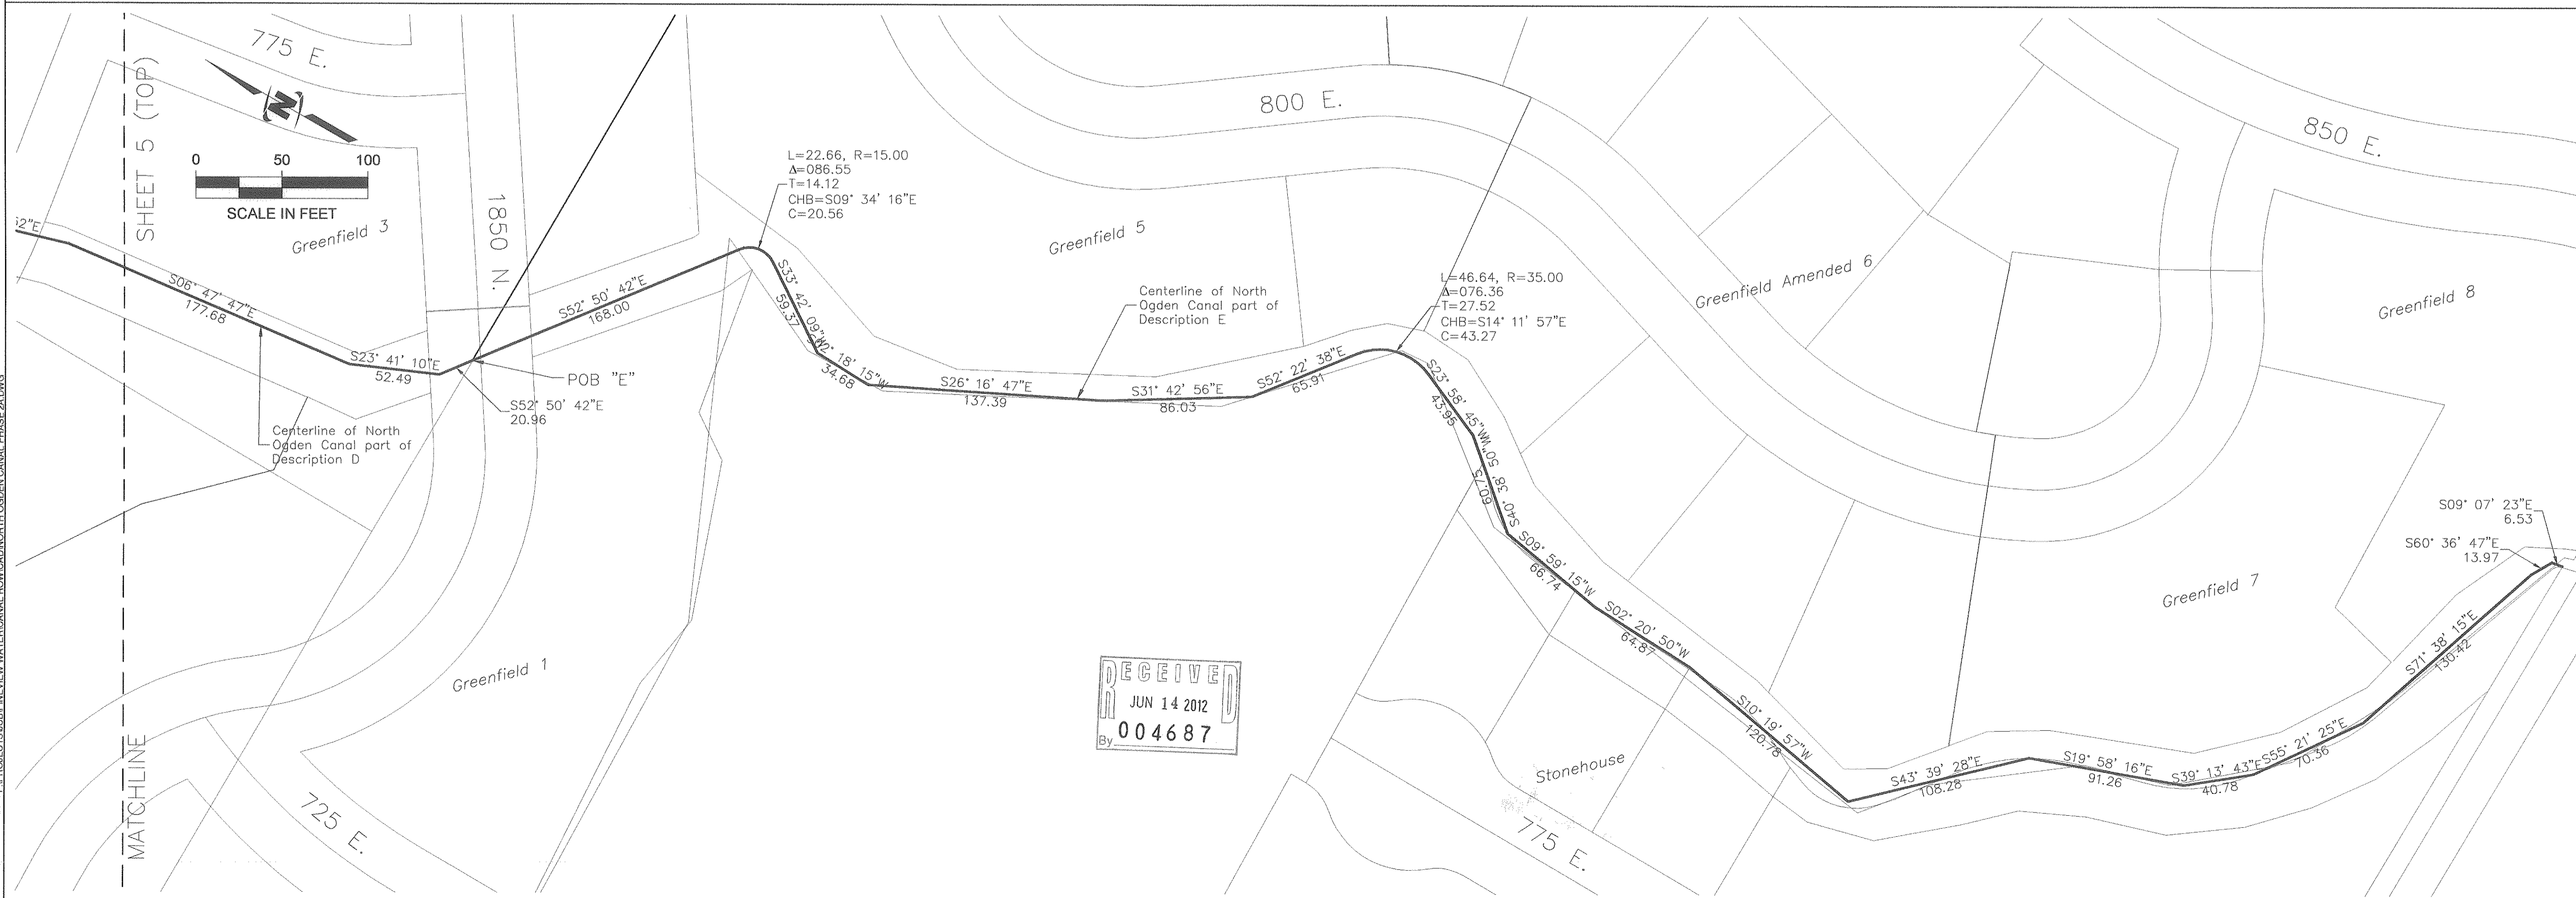 775 E.
SHEET 5 (TOP)
MATCHLINE
N
0 50 100
SCALE IN FEET
Greenfield 3
1850 N.
52"E
S06° 47' 47"E
177.68
S23° 41' 10"E
52.49
S52° 50' 42"E
20.96
POB "E"
Centerline of North
Ogden Canal part of
Description D
S52° 50' 42"E
168.00
L=22.66, R=15.00
Δ=086.55
T=14.12
CHB=S09° 34' 16"E
C=20.56
S33° 42' 09"W
59.37
18' 15"W
34.68
S26° 16' 47"E
137.39
Centerline of North
Ogden Canal part of
Description E
S31° 42' 56"E
86.03
S52° 22' 38"E
65.91
L=46.64, R=35.00
Δ=076.36
T=27.52
CHB=S14° 11' 57"E
C=43.27
S23° 58' 45"W
43.95
S40° 38' 50"W
60.75
S09° 59' 15"W
66.74
S02° 20' 50"W
64.87
S10° 19' 57"W
120.78
S43° 39' 28"E
108.28
S19° 58' 16"E
91.26
S39° 13' 43"E
40.78
S55° 21' 25"E
70.36
S71° 38' 15"E
130.42
S60° 36' 47"E
13.97
S09° 07' 23"E
6.53
800 E.
850 E.
Greenfield 5
Greenfield Amended 6
Greenfield 8
Greenfield 7
Greenfield 1
725 E.
Stonehouse
775 E.
RECEIVED
JUN 14 2012
By 004687